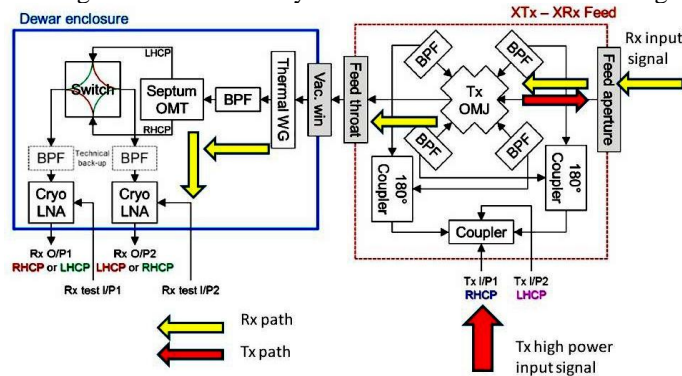 Dewar enclosure
XTx – XRx Feed
LHCP
Switch
Septum
OMT
BPF
Thermal WG
Vac. win
Feed throat
RHCP
BPF
Technical
back-up
BPF
Cryo
LNA
Cryo
LNA
Rx O/P1
RHCP or LHCP
Rx O/P2
LHCP or RHCP
Rx test I/P1
Rx test I/P2
BPF
BPF
Tx
OMJ
BPF
BPF
180°
Coupler
180°
Coupler
Coupler
Feed aperture
Rx input
signal
Tx I/P1
RHCP
Tx I/P2
LHCP
Rx path
Tx path
Tx high power
input signal